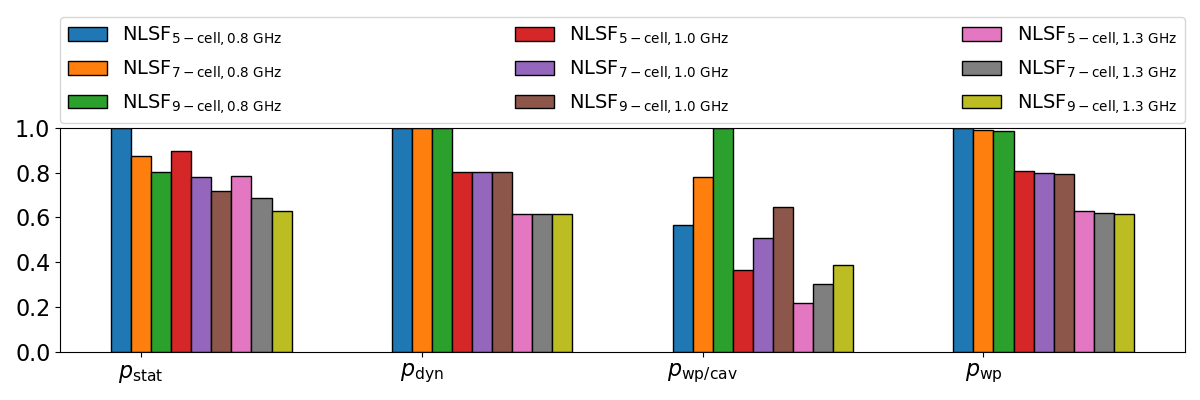 NLSF5−cell, 0.8 GHz NLSF5−cell, 1.0 GHz NLSF5−cell, 1.3 GHz
NLSF7−cell, 0.8 GHz NLSF7−cell, 1.0 GHz NLSF7−cell, 1.3 GHz
NLSF9−cell, 0.8 GHz NLSF9−cell, 1.0 GHz NLSF9−cell, 1.3 GHz
1.0
0.8
0.6
0.4
0.2
0.0
pstat pdyn pwp/cav pwp